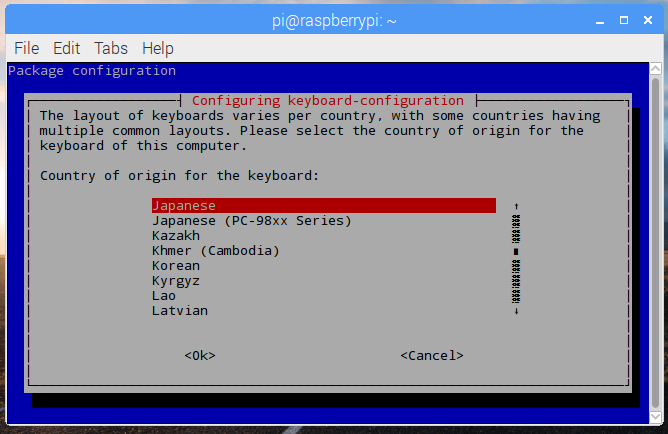 pi@raspberrypi: ~
File Edit Tabs Help
Package configuration
Configuring keyboard-configuration
The layout of keyboards varies per country, with some countries having
multiple common layouts. Please select the country of origin for the
keyboard of this computer.
Country of origin for the keyboard:
Japanese
Japanese (PC-98xx Series)
Kazakh
Khmer (Cambodia)
Korean
Kyrgyz
Lao
Latvian
<Ok> <Cancel>